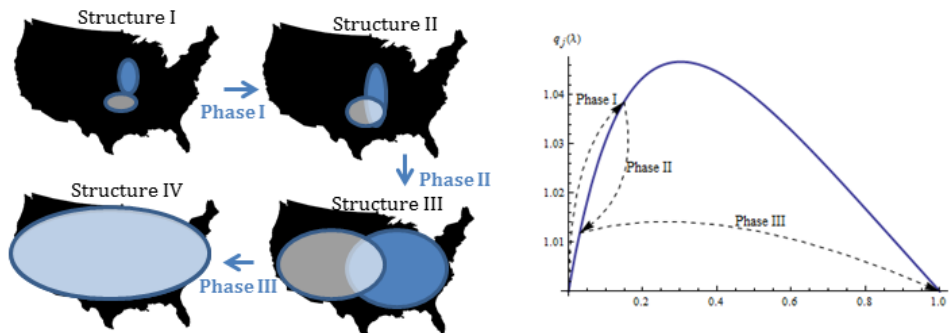 Structure I
Structure II
Phase I
Phase II
Structure IV
Structure III
Phase III
q_j(λ)
1.04
1.03
1.02
1.01
Phase I
Phase II
Phase III
0.2
0.4
0.6
0.8
1.0